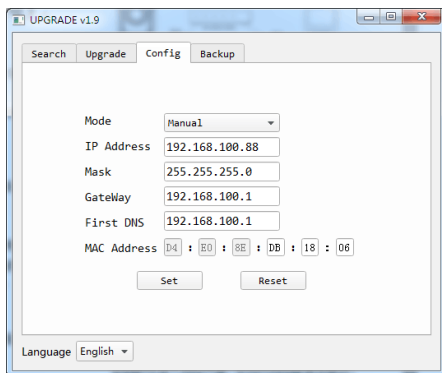 UPGRADE v1.9
Search Upgrade Config Backup
Mode Manual
IP Address 192.168.100.88
Mask 255.255.255.0
GateWay 192.168.100.1
First DNS 192.168.100.1
MAC Address D4 : E0 : 8E : DB : 18 : 06
Set Reset
Language English